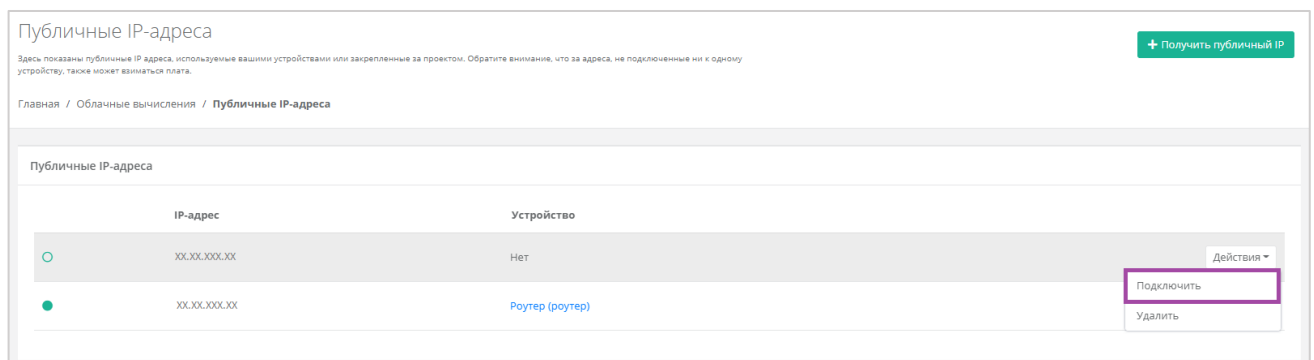 Публичные IP-адреса
+ Получить публичный IP
Здесь показаны публичные IP адреса, используемые вашими устройствами или закрепленные за проектом. Обратите внимание, что за адреса, не подключенные ни к одному
устройству, также может взиматься плата.
Главная / Облачные вычисления / Публичные IP-адреса
Публичные IP-адреса
IP-адрес Устройство
XX.XX.XXX.XX Нет Действия
Подключить
XX.XX.XXX.XX Роутер (роутер)
Удалить